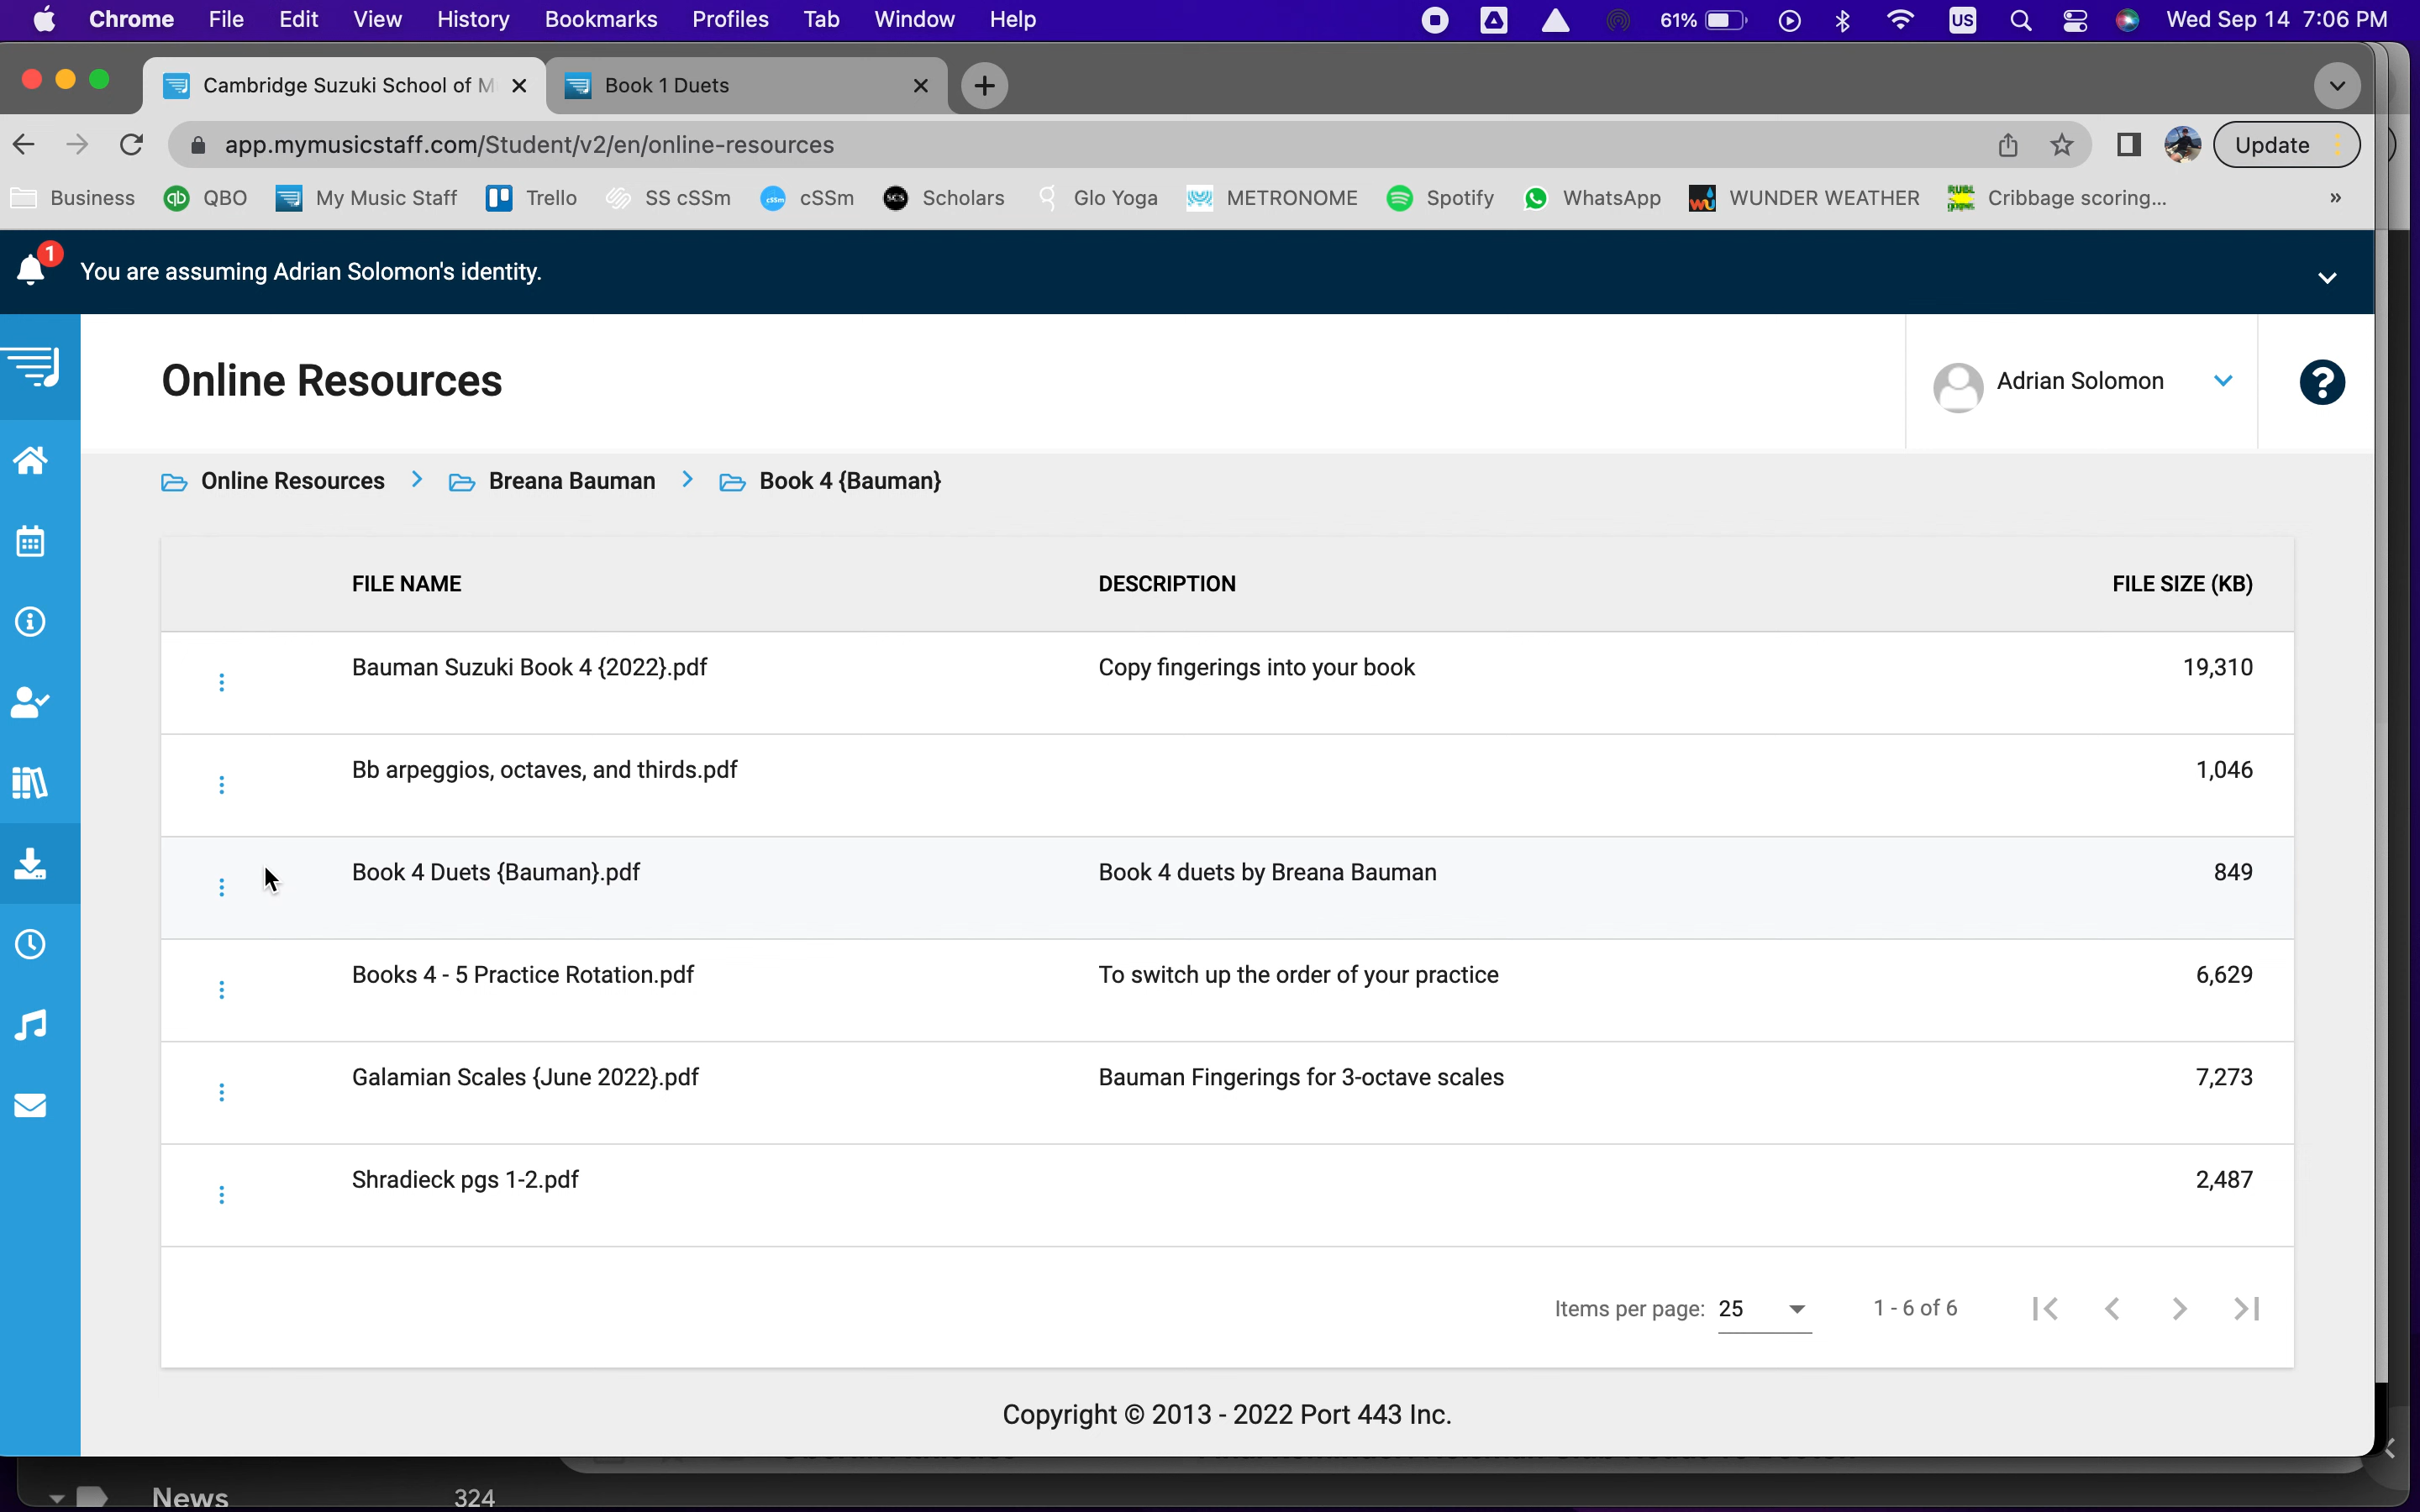 Chrome File Edit View History Bookmarks Profiles Tab Window Help 61% US Wed Sep 14 7:06 PM
Cambridge Suzuki School of M Book 1 Duets
app.mymusicstaff.com/Student/v2/en/online-resources Update
Business QBO My Music Staff Trello SS cSSm cSSm Scholars Glo Yoga METRONOME Spotify WhatsApp WUNDER WEATHER Cribbage scoring... »
1 You are assuming Adrian Solomon's identity.
Online Resources Adrian Solomon ?
Online Resources > Breana Bauman > Book 4 {Bauman}
FILE NAME DESCRIPTION FILE SIZE (KB)
Bauman Suzuki Book 4 {2022}.pdf Copy fingerings into your book 19,310
Bb arpeggios, octaves, and thirds.pdf 1,046
Book 4 Duets {Bauman}.pdf Book 4 duets by Breana Bauman 849
Books 4 - 5 Practice Rotation.pdf To switch up the order of your practice 6,629
Galamian Scales {June 2022}.pdf Bauman Fingerings for 3-octave scales 7,273
Shradieck pgs 1-2.pdf 2,487
Items per page: 25 1 - 6 of 6
Copyright © 2013 - 2022 Port 443 Inc.
News 324